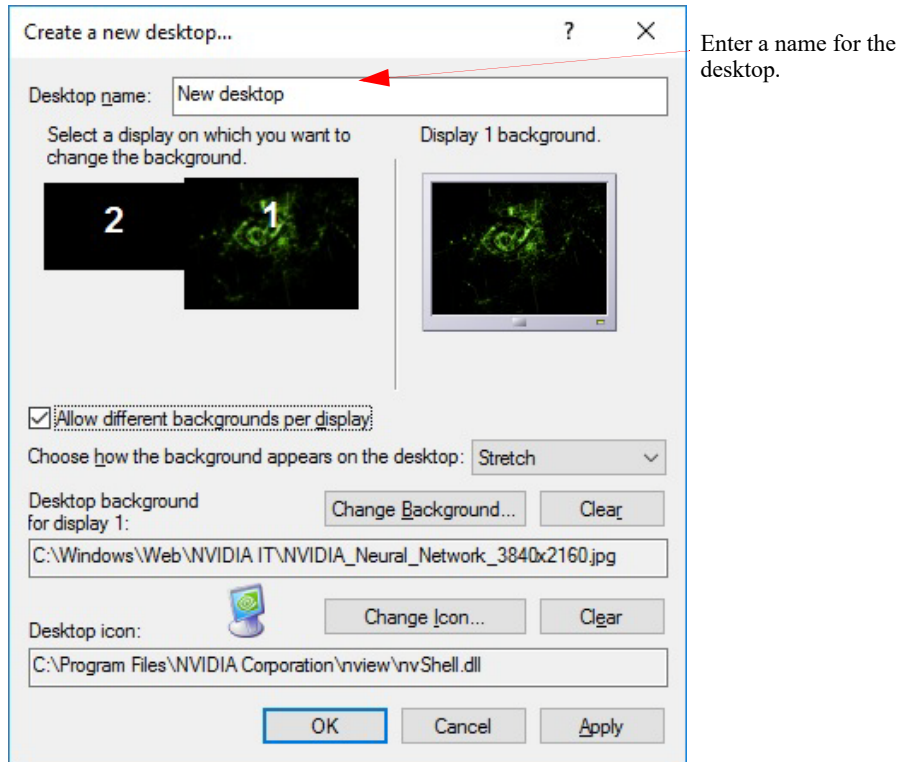 Create a new desktop...
?
Enter a name for the
desktop.
Desktop name:
New desktop
Select a display on which you want to
change the background.
Display 1 background.
2
1
Allow different backgrounds per display
Choose how the background appears on the desktop:
Stretch
Desktop background
for display 1:
Change Background...
Clear
C:\Windows\Web\NVIDIA IT\NVIDIA_Neural_Network_3840x2160.jpg
Desktop icon:
Change Icon...
Clear
C:\Program Files\NVIDIA Corporation\nview\nvShell.dll
OK
Cancel
Apply